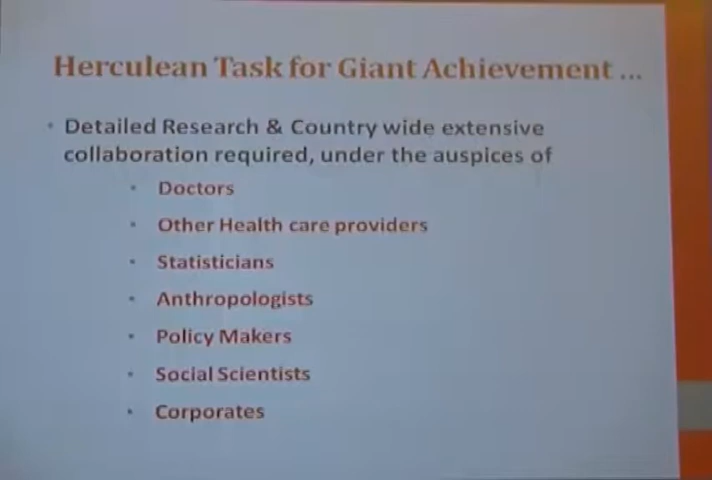 Herculean Task for Giant Achievement ...
• Detailed Research & Country wide extensive
collaboration required, under the auspices of
• Doctors
• Other Health care providers
• Statisticians
• Anthropologists
• Policy Makers
• Social Scientists
• Corporates